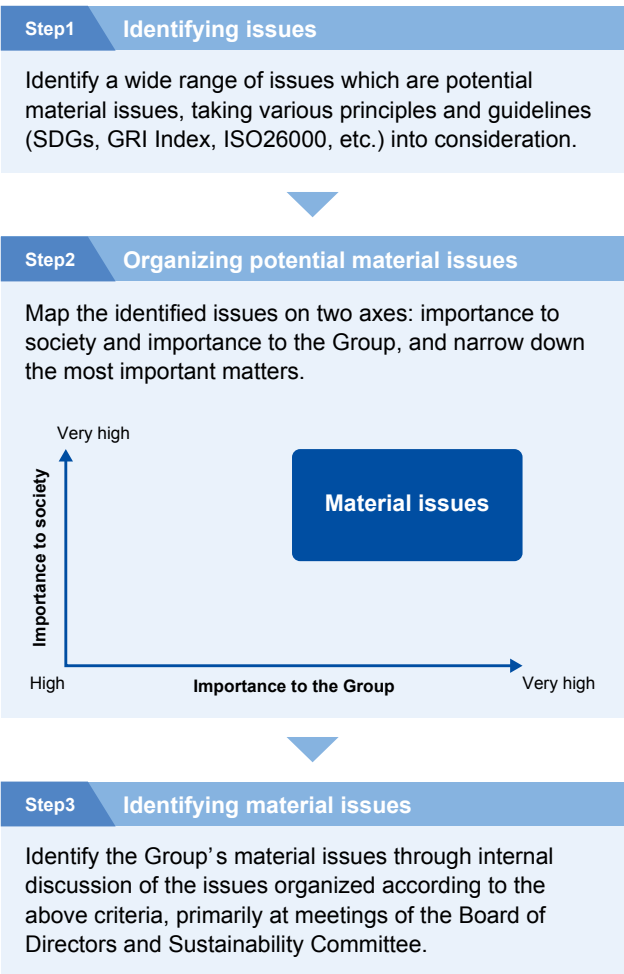 Step1 Identifying issues
Identify a wide range of issues which are potential
material issues, taking various principles and guidelines
(SDGs, GRI Index, ISO26000, etc.) into consideration.
Step2 Organizing potential material issues
Map the identified issues on two axes: importance to
society and importance to the Group, and narrow down
the most important matters.
Very high
Importance to society
Material issues
High
Importance to the Group
Very high
Step3 Identifying material issues
Identify the Group's material issues through internal
discussion of the issues organized according to the
above criteria, primarily at meetings of the Board of
Directors and Sustainability Committee.